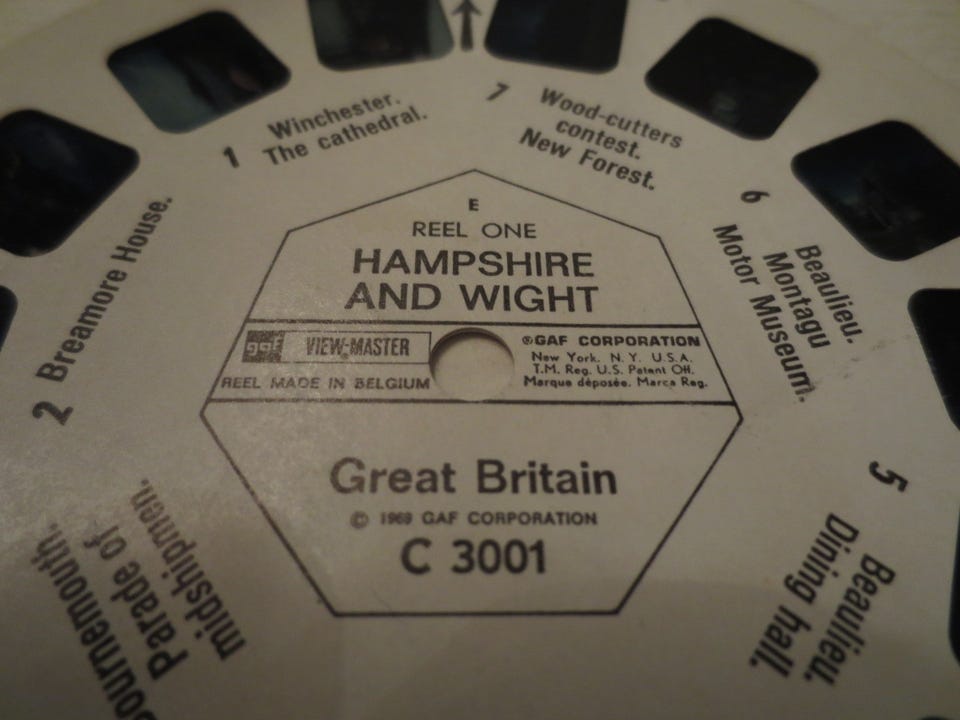 E
REEL ONE
HAMPSHIRE
AND WIGHT
gaf VIEW-MASTER
REEL MADE IN BELGIUM
®GAF CORPORATION
New York. N.Y. U.S.A.
T.M. Reg. U.S. Patent Off.
Marque déposée. Marca Reg.
Great Britain
© 1969 GAF CORPORATION
C 3001
1
Winchester.
The cathedral.
2
Breamore House.
Parade of
midshipmen.
5
Beaulieu.
Dining hall.
6
Beaulieu.
Montagu
Motor Museum.
7
Wood-cutters
contest.
New Forest.